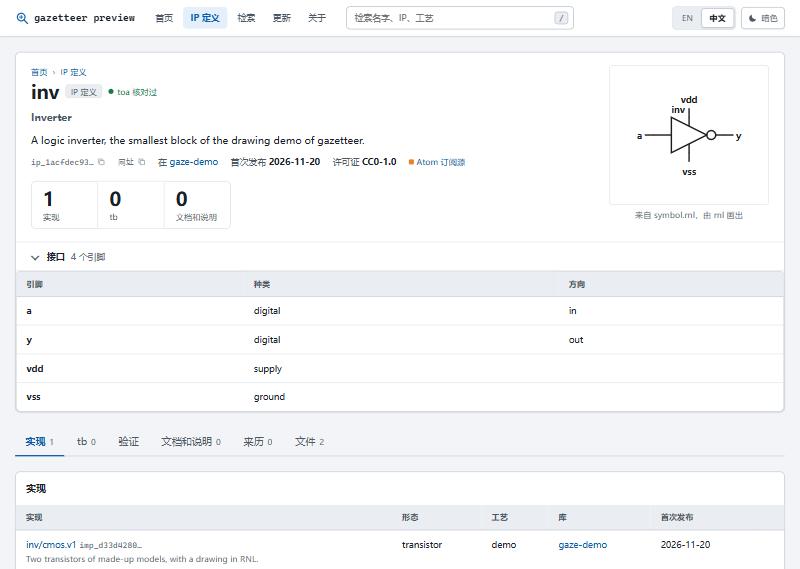 gazetteer preview 首页 IP 定义 检索 更新 关于 检索名字、IP、工艺 / EN 中文 暗色
首页 › IP 定义
inv IP 定义 toa 核对过
Inverter
A logic inverter, the smallest block of the drawing demo of gazetteer.
ip_1acfdec93… 网址 在 gaze-demo 首次发布 2026-11-20 许可证 CC0-1.0 Atom 订阅源
1 0 0
实现 tb 文档和说明
vdd
inv
a y
vss
来自 symbol.ml，由 ml 画出
接口 4 个引脚
引脚 种类 方向
a digital in
y digital out
vdd supply
vss ground
实现 1 tb 0 验证 文档和说明 0 来历 0 文件 2
实现
实现 形态 工艺 库 首次发布
inv/cmos.v1 imp_d33d4280… transistor demo gaze-demo 2026-11-20
Two transistors of made-up models, with a drawing in RNL.